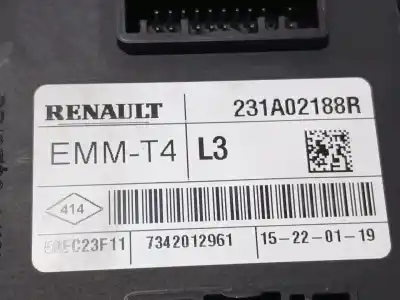 RENAULT 231A02188R
EMM-T4 L3
414
7342012961 15-22-01-19